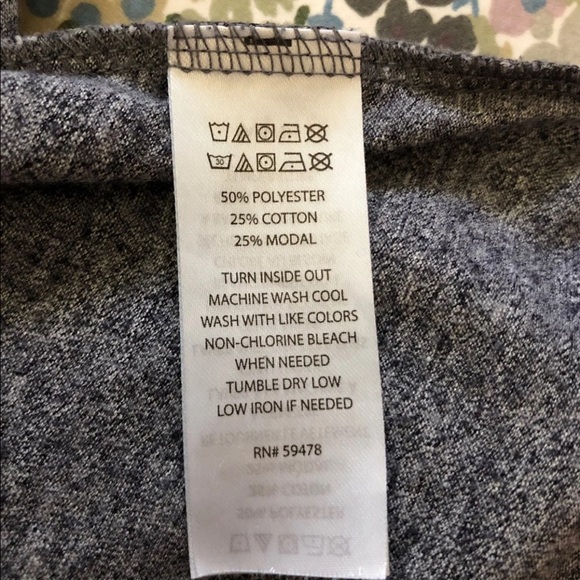 30
50% POLYESTER
25% COTTON
25% MODAL
TURN INSIDE OUT
MACHINE WASH COOL
WASH WITH LIKE COLORS
NON-CHLORINE BLEACH
WHEN NEEDED
TUMBLE DRY LOW
LOW IRON IF NEEDED
RN# 59478